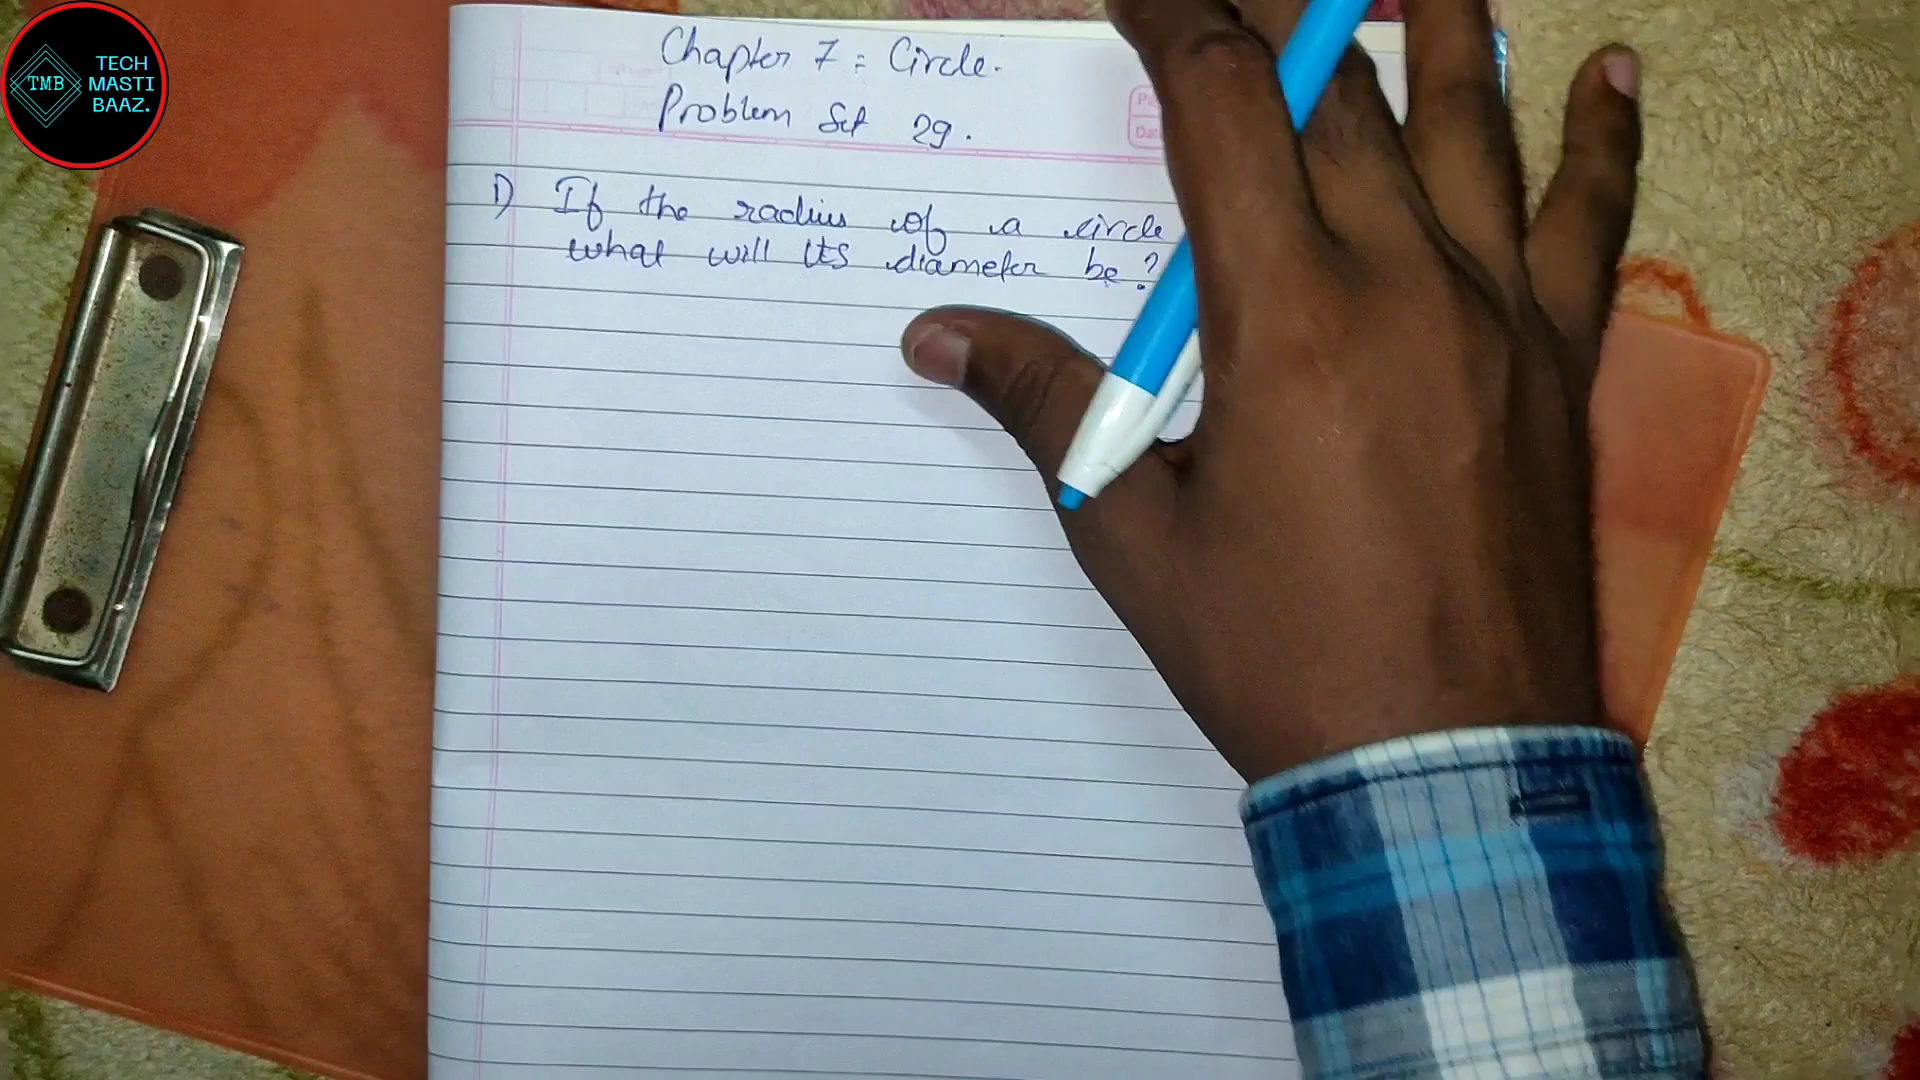 TMB
TECH
MASTI
BAAZ.
Chapter 7 : Circle.
Problem Set 29.
1) If the radius of a circle
what will its diameter be?